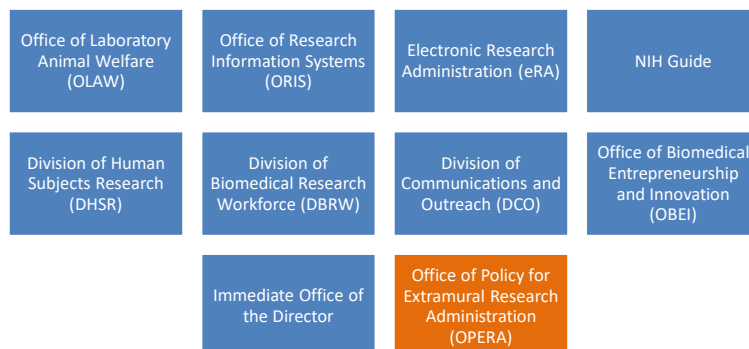 Office of Laboratory
Animal Welfare
(OLAW)
Office of Research
Information Systems
(ORIS)
Electronic Research
Administration (eRA)
NIH Guide
Division of Human
Subjects Research
(DHSR)
Division of
Biomedical Research
Workforce (DBRW)
Division of
Communications and
Outreach (DCO)
Office of Biomedical
Entrepreneurship
and Innovation
(OBEI)
Immediate Office of
the Director
Office of Policy for
Extramural Research
Administration
(OPERA)